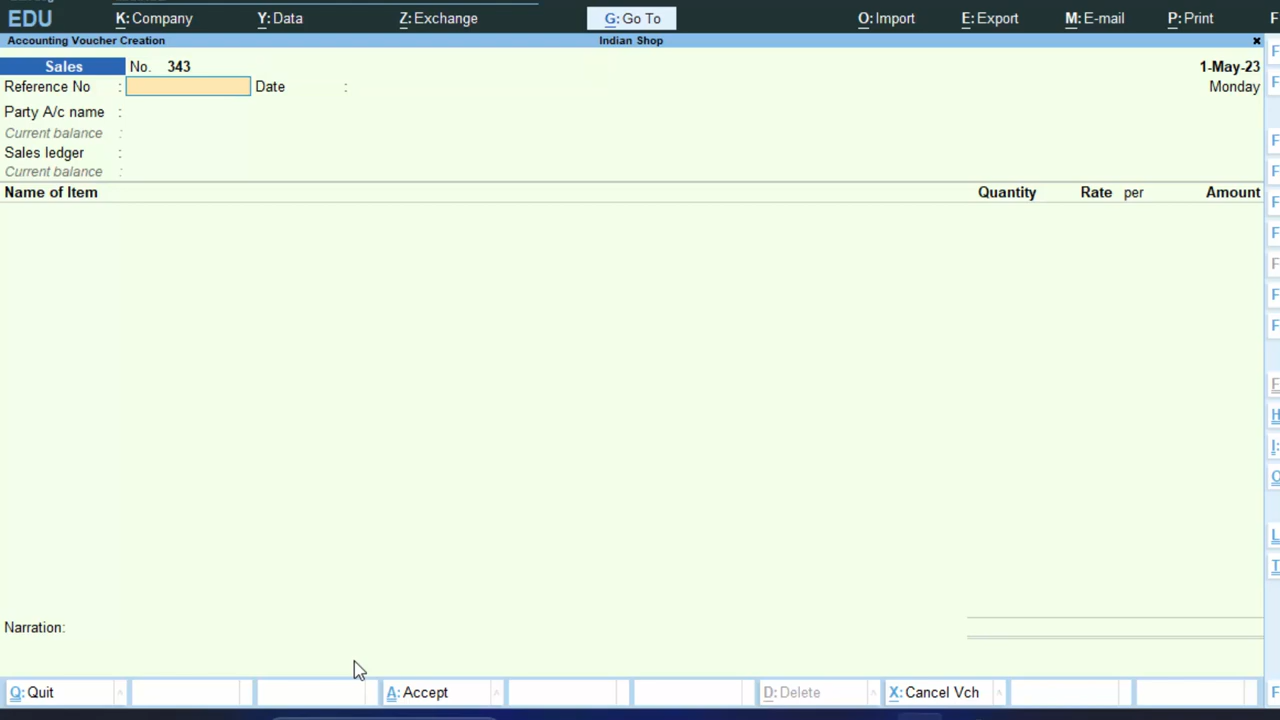 EDU K: Company Y: Data Z: Exchange G: Go To O: Import E: Export M: E-mail P: Print F
Accounting Voucher Creation Indian Shop ×
Sales No. 343 1-May-23
Reference No : Date : Monday
Party A/c name :
Current balance :
Sales ledger :
Current balance :
Name of Item Quantity Rate per Amount
Narration:
Q: Quit A: Accept D: Delete X: Cancel Vch F
F
F
F
F
F
F
F
F
F
F
H
I:
O
L
T